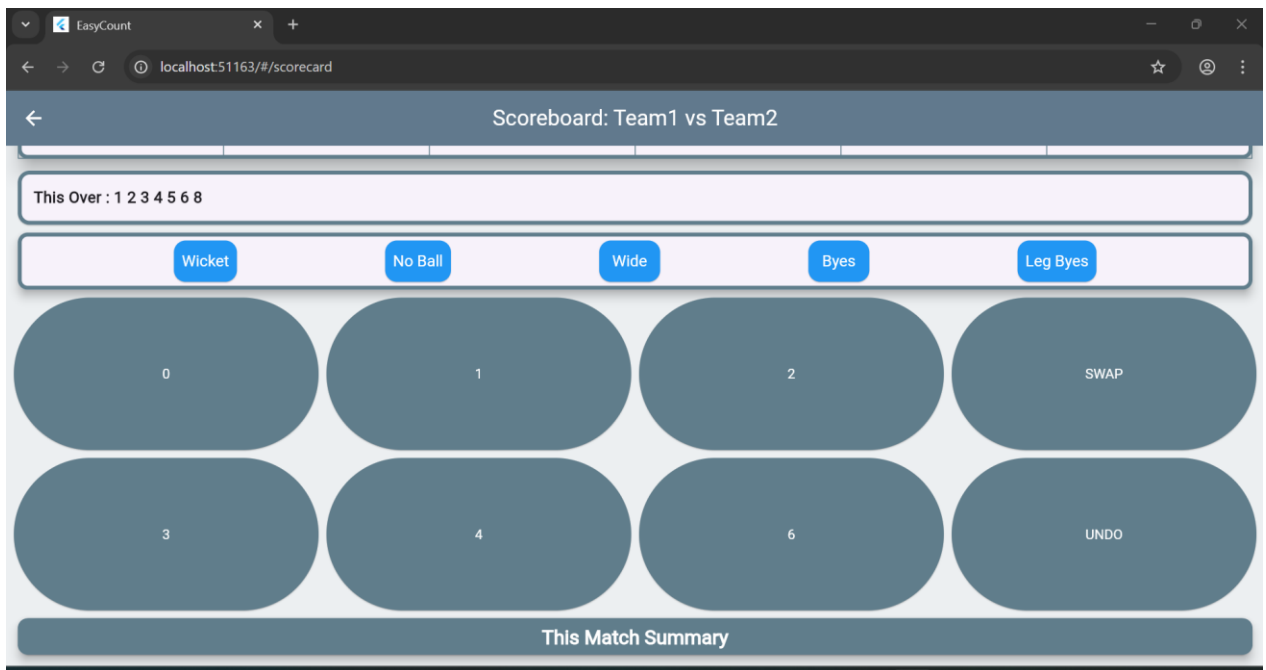 EasyCount
localhost:51163/#/scorecard
Scoreboard: Team1 vs Team2
This Over : 1 2 3 4 5 6 8
Wicket No Ball Wide Byes Leg Byes
0 1 2 SWAP
3 4 6 UNDO
This Match Summary